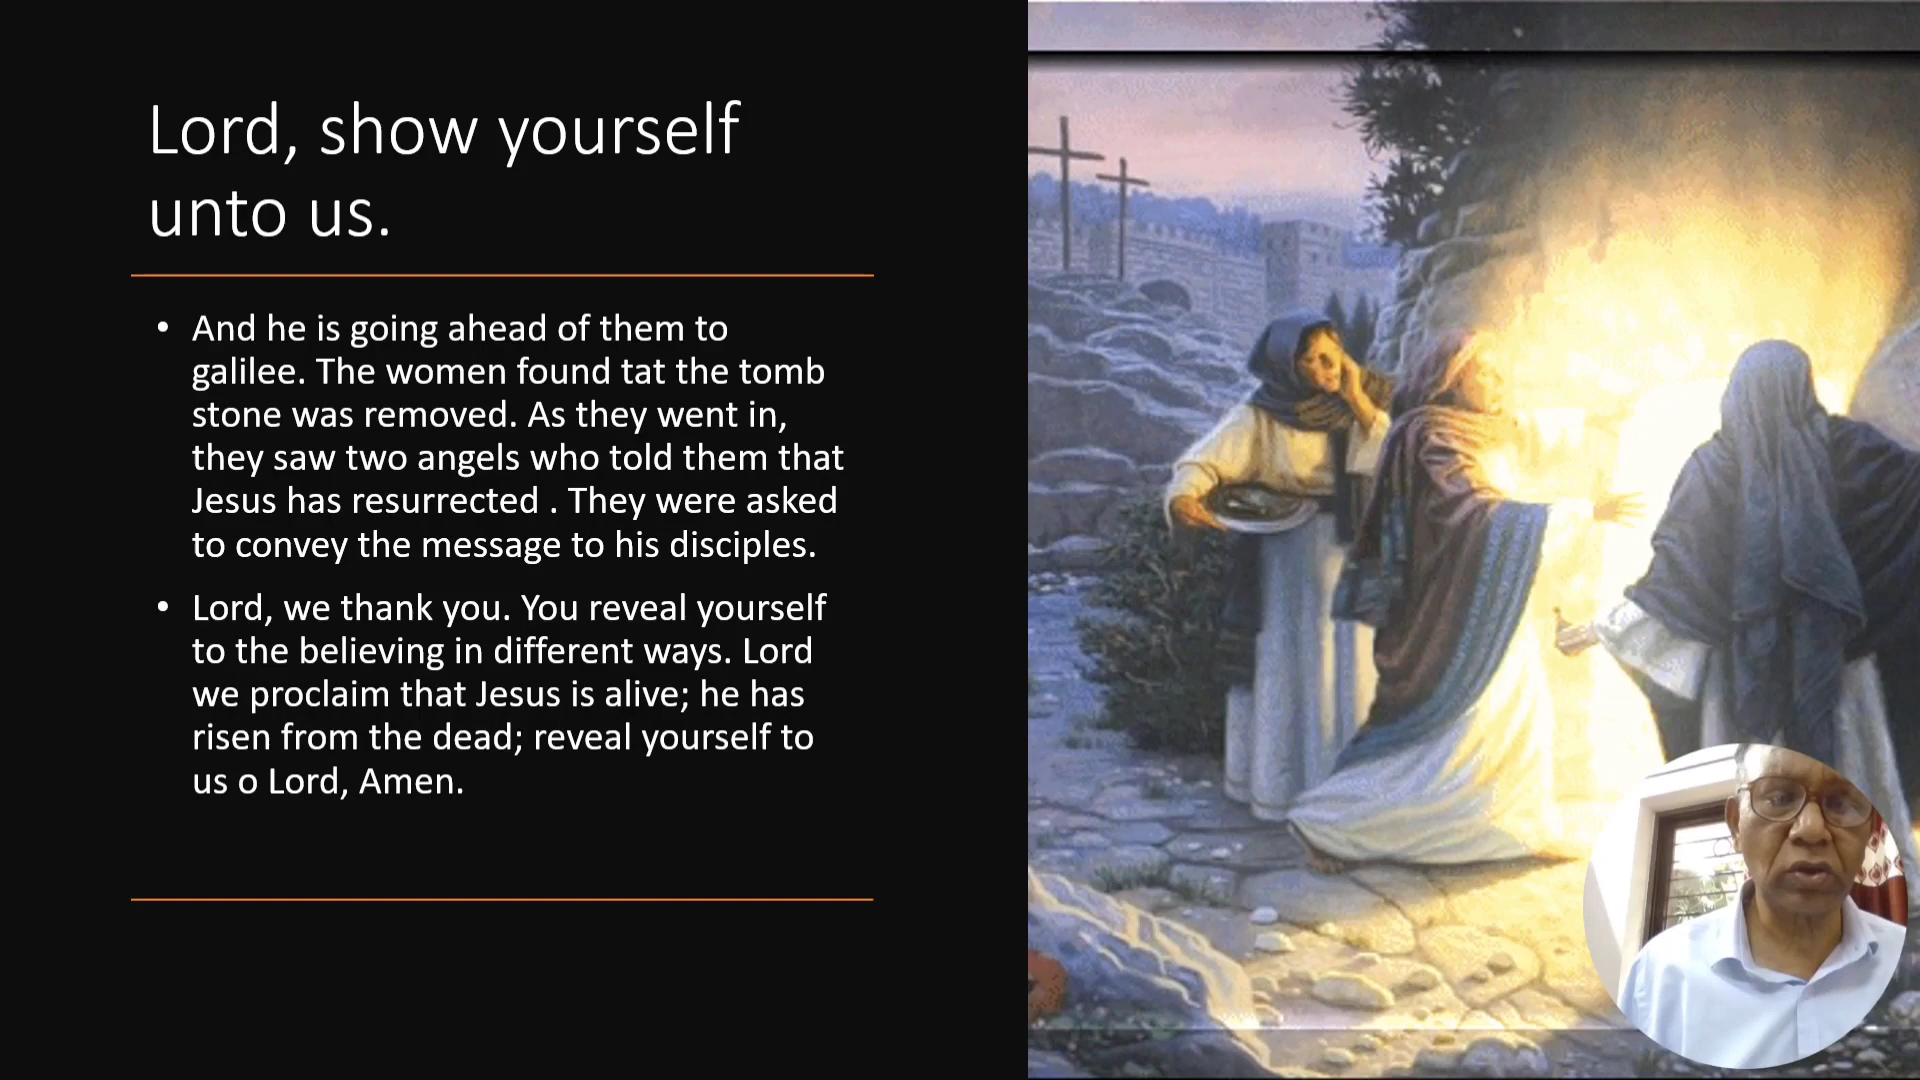 Lord, show yourself
unto us.
• And he is going ahead of them to
galilee. The women found tat the tomb
stone was removed. As they went in,
they saw two angels who told them that
Jesus has resurrected . They were asked
to convey the message to his disciples.
• Lord, we thank you. You reveal yourself
to the believing in different ways. Lord
we proclaim that Jesus is alive; he has
risen from the dead; reveal yourself to
us o Lord, Amen.